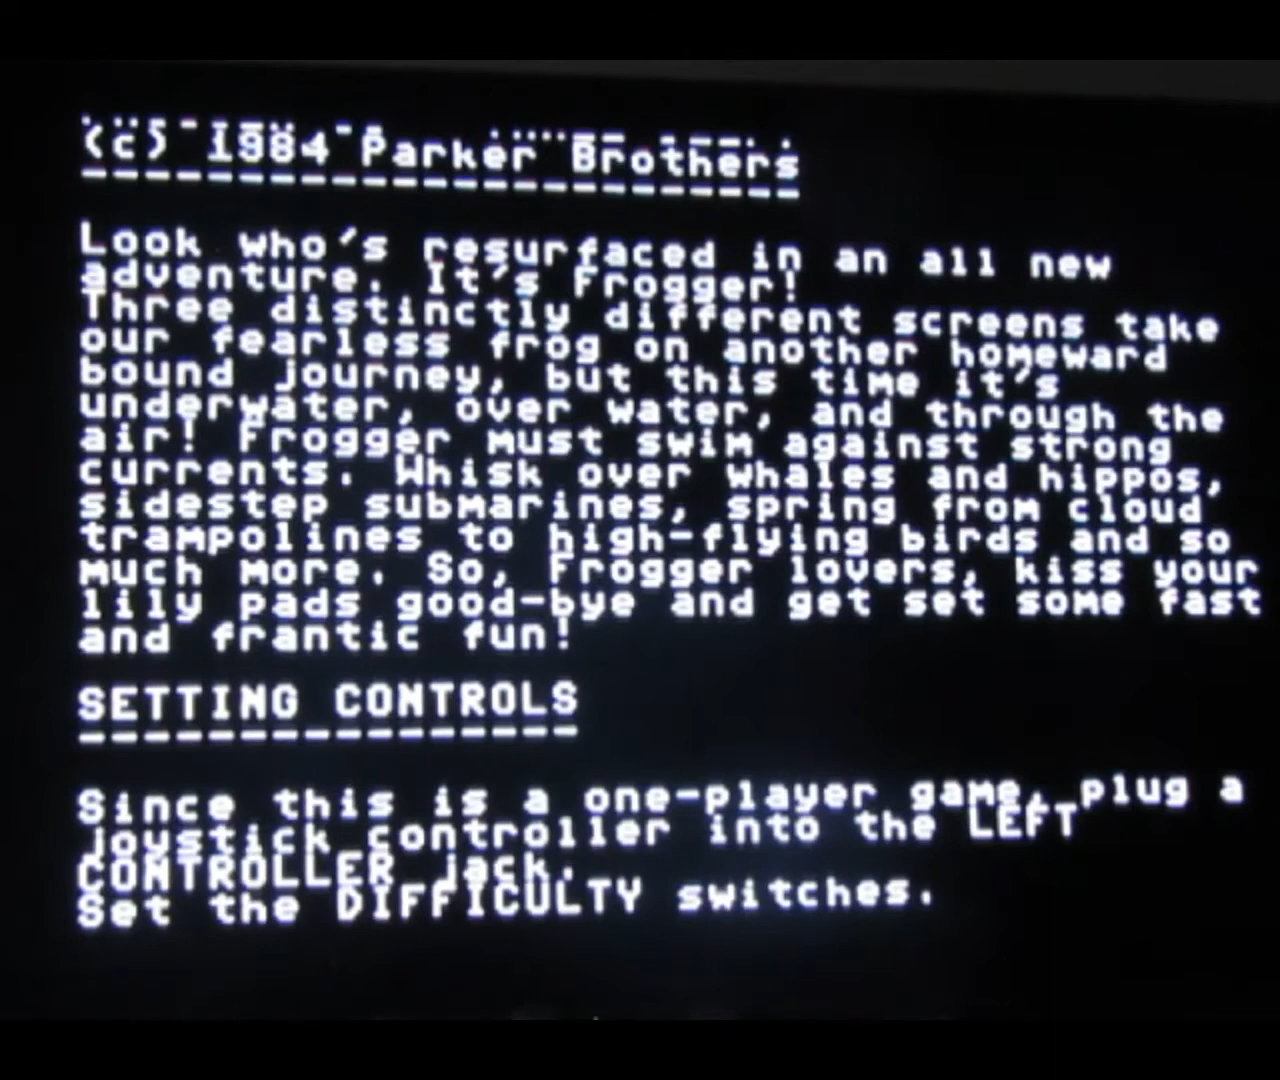 (c) 1984 Parker Brothers
-------------------------
Look who's resurfaced in an all new
adventure. It's Frogger!
Three distinctly different screens take
our fearless frog on another homeward
bound journey, but this time it's
underwater, over water, and through the
air! Frogger must swim against strong
currents. Whisk over whales and hippos,
sidestep submarines, spring from cloud
trampolines to high-flying birds and so
much more. So, Frogger lovers, kiss your
lily pads good-bye and get set some fast
and frantic fun!
SETTING CONTROLS
----------------
Since this is a one-player game, plug a
joystick controller into the LEFT
CONTROLLER jack.
Set the DIFFICULTY switches.